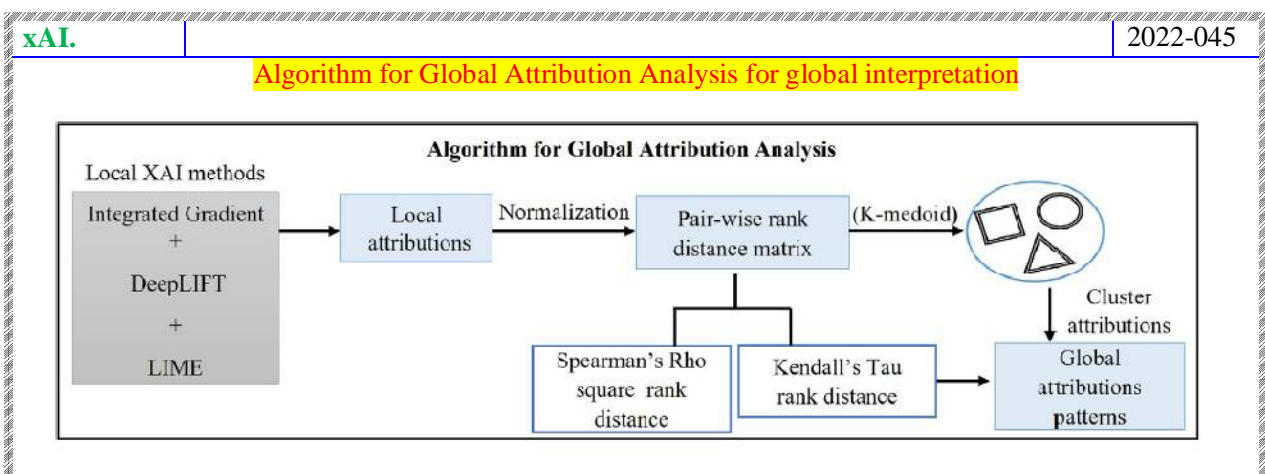 xAI.
2022-045
Algorithm for Global Attribution Analysis for global interpretation
Algorithm for Global Attribution Analysis
Local XAI methods
Integrated Gradient
+
DeepLIFT
+
LIME
Local
attributions
Normalization
Pair-wise rank
distance matrix
(K-medoid)
Cluster
attributions
Spearman's Rho
square rank
distance
Kendall's Tau
rank distance
Global
attributions
patterns